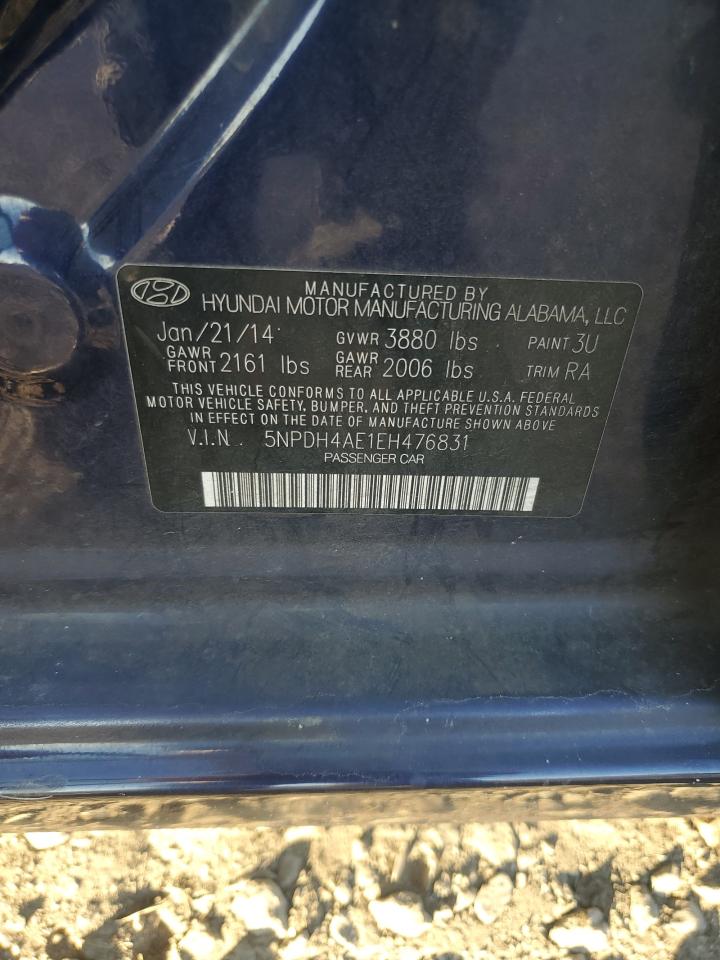 MANUFACTURED BY
HYUNDAI MOTOR MANUFACTURING ALABAMA, LLC
Jan/21/14 GVWR 3880 lbs PAINT 3U
GAWR FRONT 2161 lbs GAWR REAR 2006 lbs TRIM RA
THIS VEHICLE CONFORMS TO ALL APPLICABLE U.S.A. FEDERAL
MOTOR VEHICLE SAFETY, BUMPER, AND THEFT PREVENTION STANDARDS
IN EFFECT ON THE DATE OF MANUFACTURE SHOWN ABOVE
V.I.N. 5NPDH4AE1EH476831
PASSENGER CAR